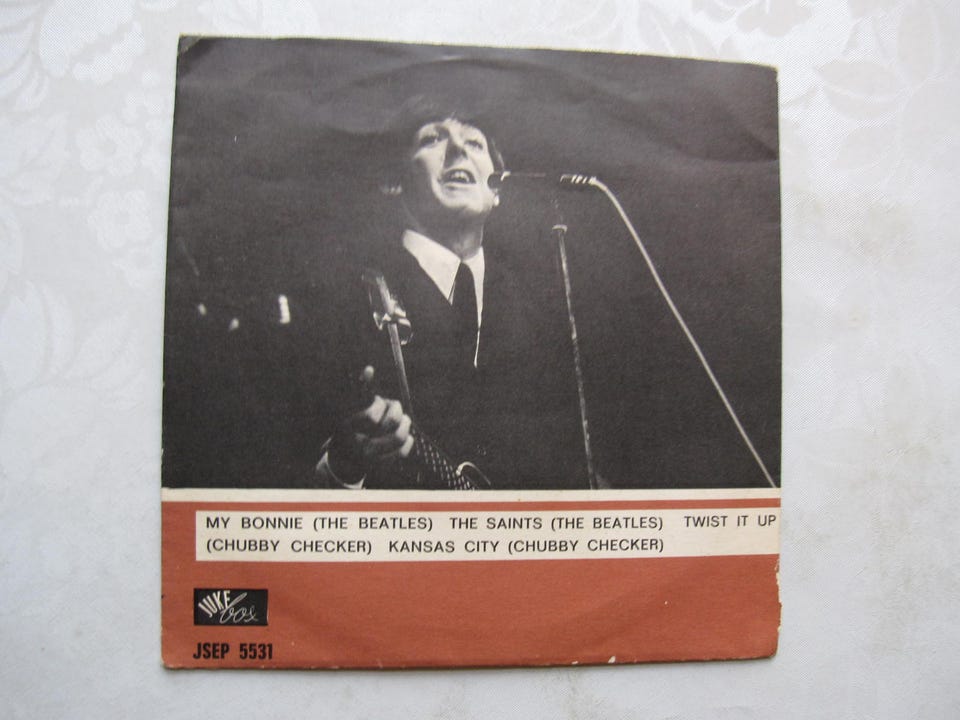 MY BONNIE (THE BEATLES) THE SAINTS (THE BEATLES) TWIST IT UP
(CHUBBY CHECKER) KANSAS CITY (CHUBBY CHECKER)
JUKE box
JSEP 5531